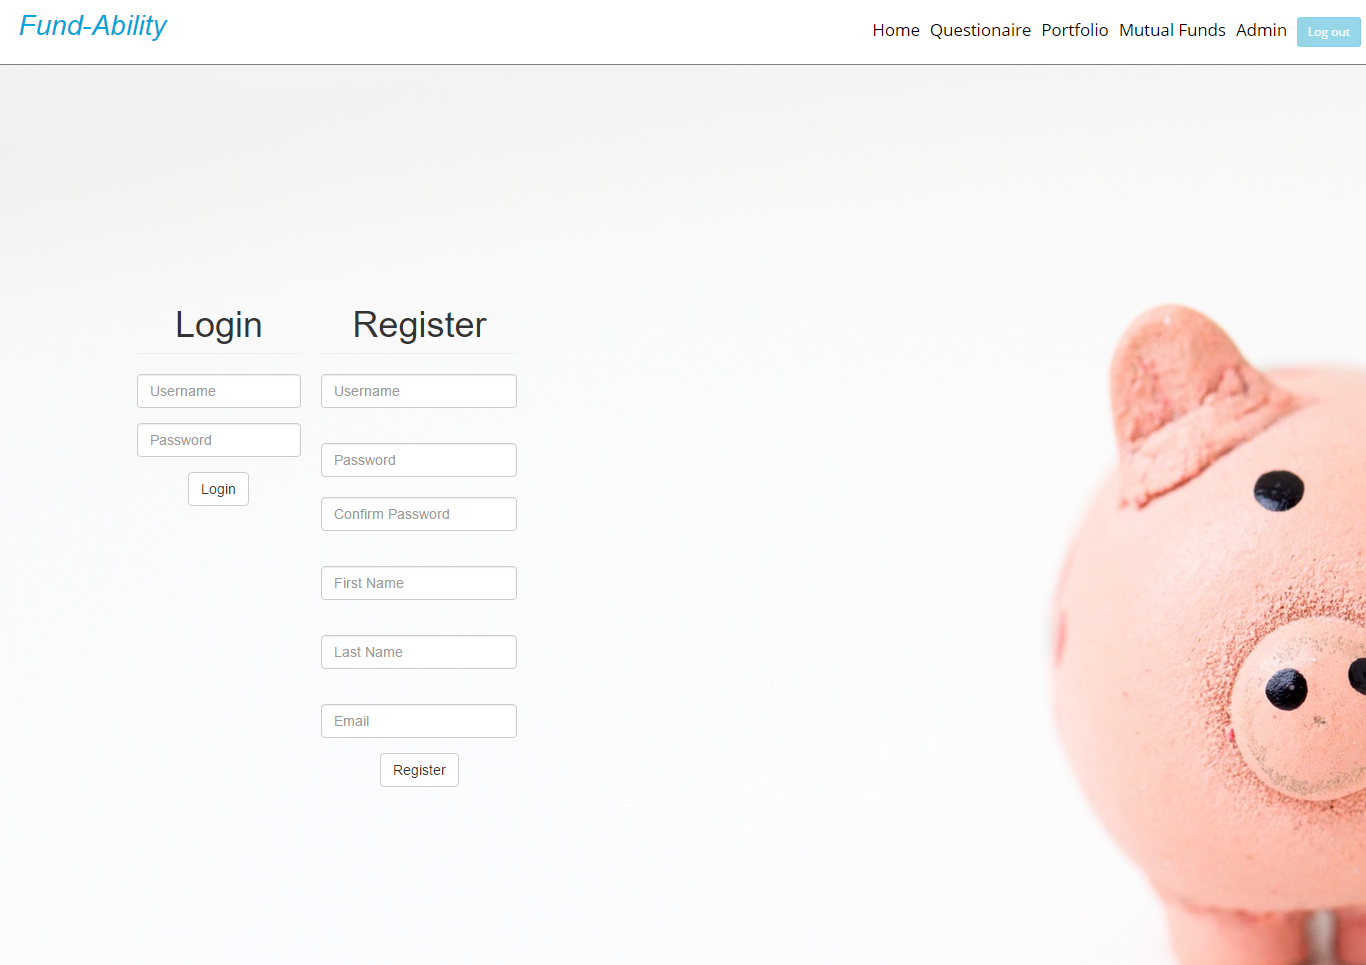 Fund-Ability
Home Questionaire Portfolio Mutual Funds Admin Log out
Login Register
Username Username
Password
Password
Login
Confirm Password
First Name
Last Name
Email
Register